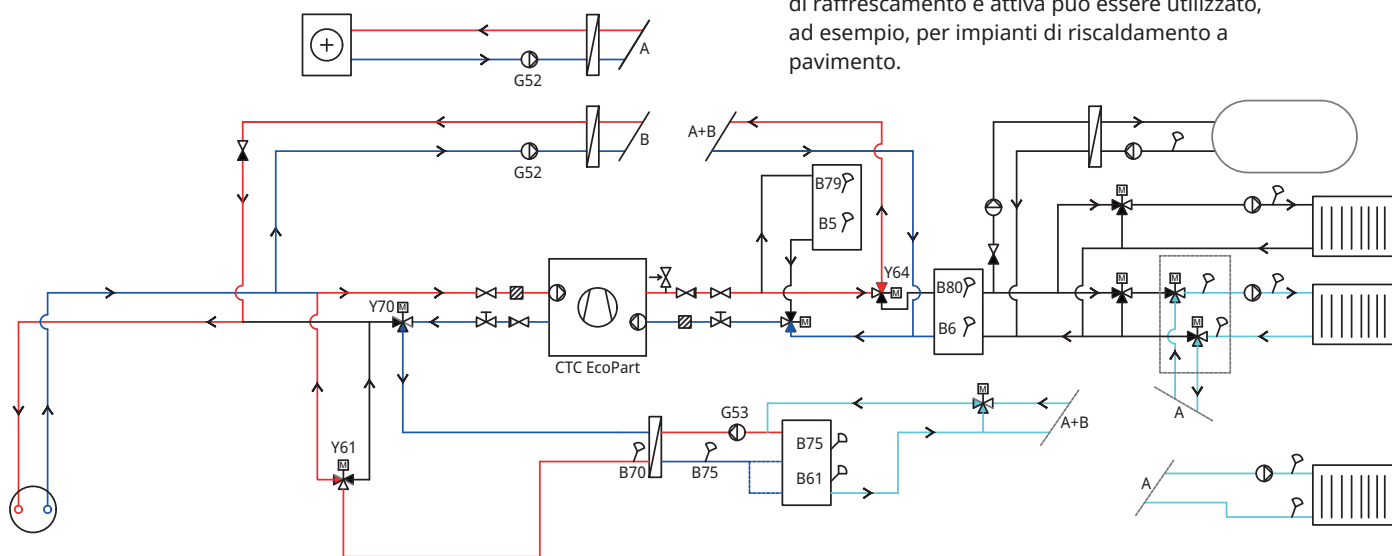 di raffrescamento è attiva può essere utilizzato,
ad esempio, per impianti di riscaldamento a
pavimento.
A
G52
B
G52
A+B
B79
B5
Y64
M
B80
B6
M
M
M
M
M
Y70
M
CTC EcoPart
A
Y61
M
G53
B70
B75
B75
B61
M
A+B
A